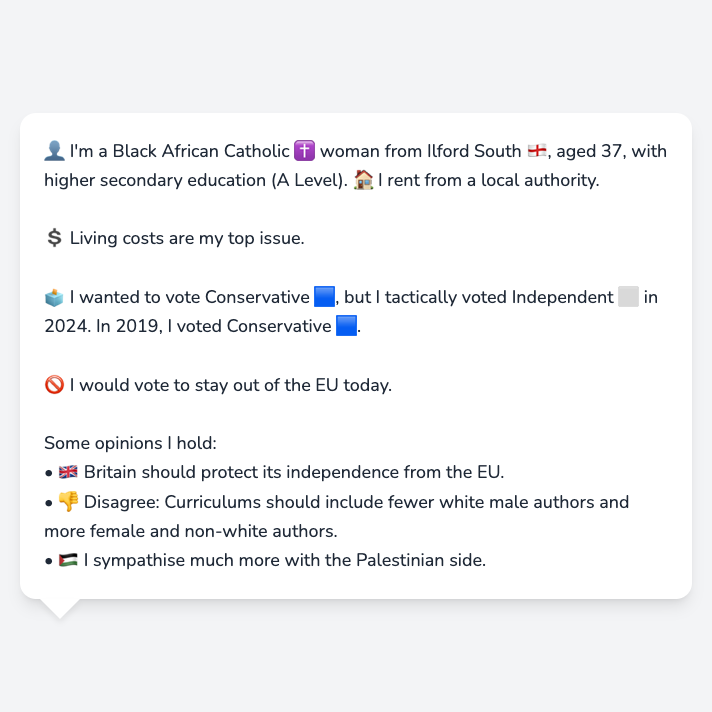 👤 I'm a Black African Catholic ✝️ woman from Ilford South 🏴󠁧󠁢󠁥󠁮󠁧󠁿, aged 37, with
higher secondary education (A Level). 🏠 I rent from a local authority.
💲 Living costs are my top issue.
🗳️ I wanted to vote Conservative 🟦, but I tactically voted Independent ⬜ in
2024. In 2019, I voted Conservative 🟦.
🚫 I would vote to stay out of the EU today.
Some opinions I hold:
• 🇬🇧 Britain should protect its independence from the EU.
• 👎 Disagree: Curriculums should include fewer white male authors and
more female and non-white authors.
• 🇵🇸 I sympathise much more with the Palestinian side.